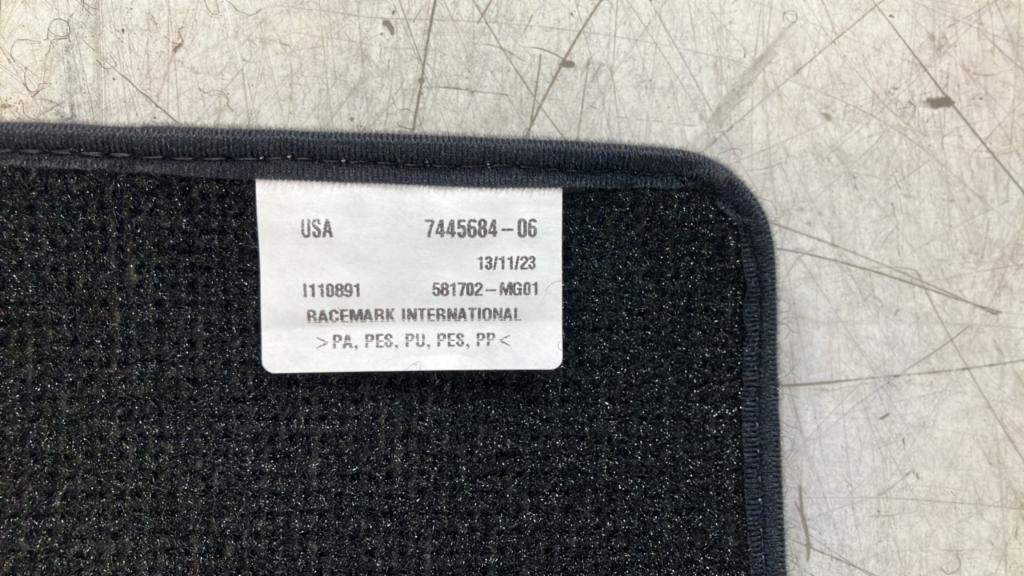 USA 7445684-06
13/11/23
I110891 581702-MG01
RACEMARK INTERNATIONAL
>PA, PES, PU, PES, PP<